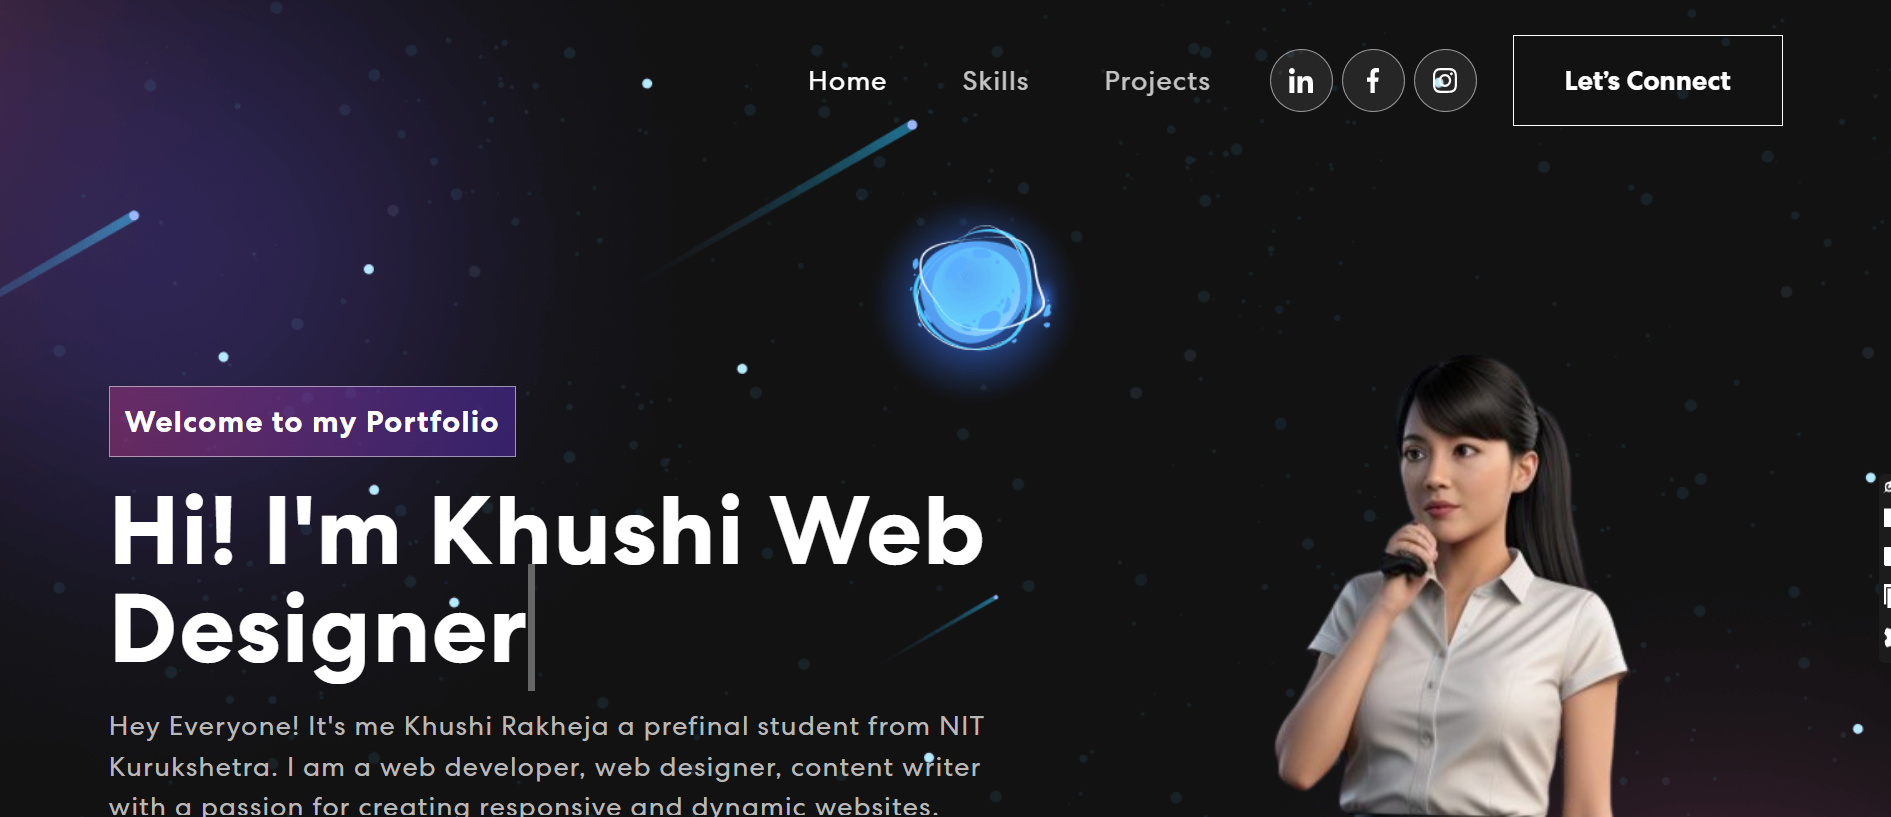 Home Skills Projects in f Let's Connect
Welcome to my Portfolio
Hi! I'm Khushi Web
Designer
Hey Everyone! It's me Khushi Rakheja a prefinal student from NIT
Kurukshetra. I am a web developer, web designer, content writer
with a passion for creating responsive and dynamic websites.